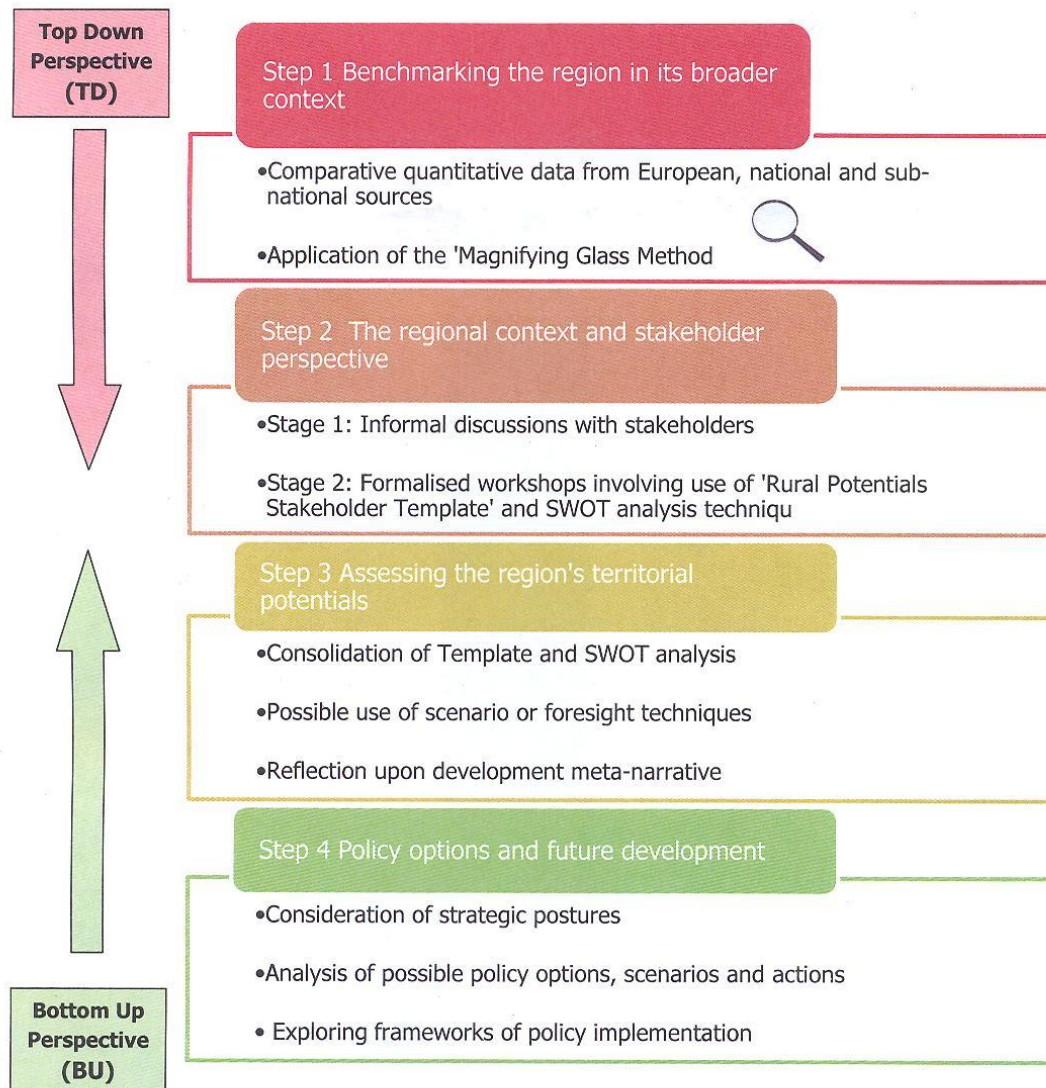 Top Down
Perspective
(TD)
Step 1 Benchmarking the region in its broader
context
•Comparative quantitative data from European, national and sub-
national sources
•Application of the 'Magnifying Glass Method
Step 2  The regional context and stakeholder
perspective
•Stage 1: Informal discussions with stakeholders
•Stage 2: Formalised workshops involving use of 'Rural Potentials
Stakeholder Template' and SWOT analysis techniqu
Step 3 Assessing the region's territorial
potentials
•Consolidation of Template and SWOT analysis
•Possible use of scenario or foresight techniques
•Reflection upon development meta-narrative
Step 4 Policy options and future development
•Consideration of strategic postures
•Analysis of possible policy options, scenarios and actions
• Exploring frameworks of policy implementation
Bottom Up
Perspective
(BU)